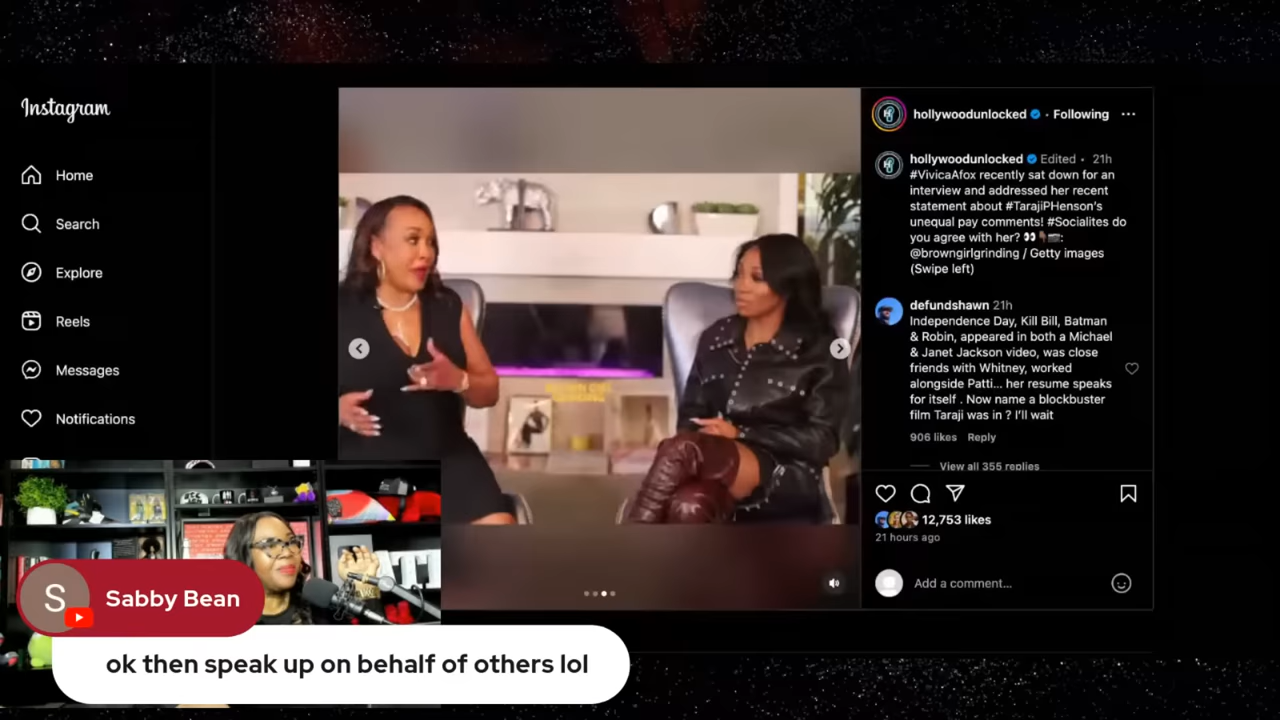 Instagram
Home
Search
Explore
Reels
Messages
Notifications
hollywoodunlocked · Following
hollywoodunlocked Edited · 21h
#VivicaAfox recently sat down for an
interview and addressed her recent
statement about #TarajiPHenson's
unequal pay comments! #Socialites do
you agree with her? 👀👇🏾📸:
@browngirlgrinding / Getty images
(Swipe left)
defundshawn 21h
Independence Day, Kill Bill, Batman
& Robin, appeared in both a Michael
& Janet Jackson video, was close
friends with Whitney, worked
alongside Patti... her resume speaks
for itself . Now name a blockbuster
film Taraji was in ? I'll wait
906 likes Reply
View all 355 replies
12,753 likes
21 hours ago
Add a comment...
S
Sabby Bean
ok then speak up on behalf of others lol